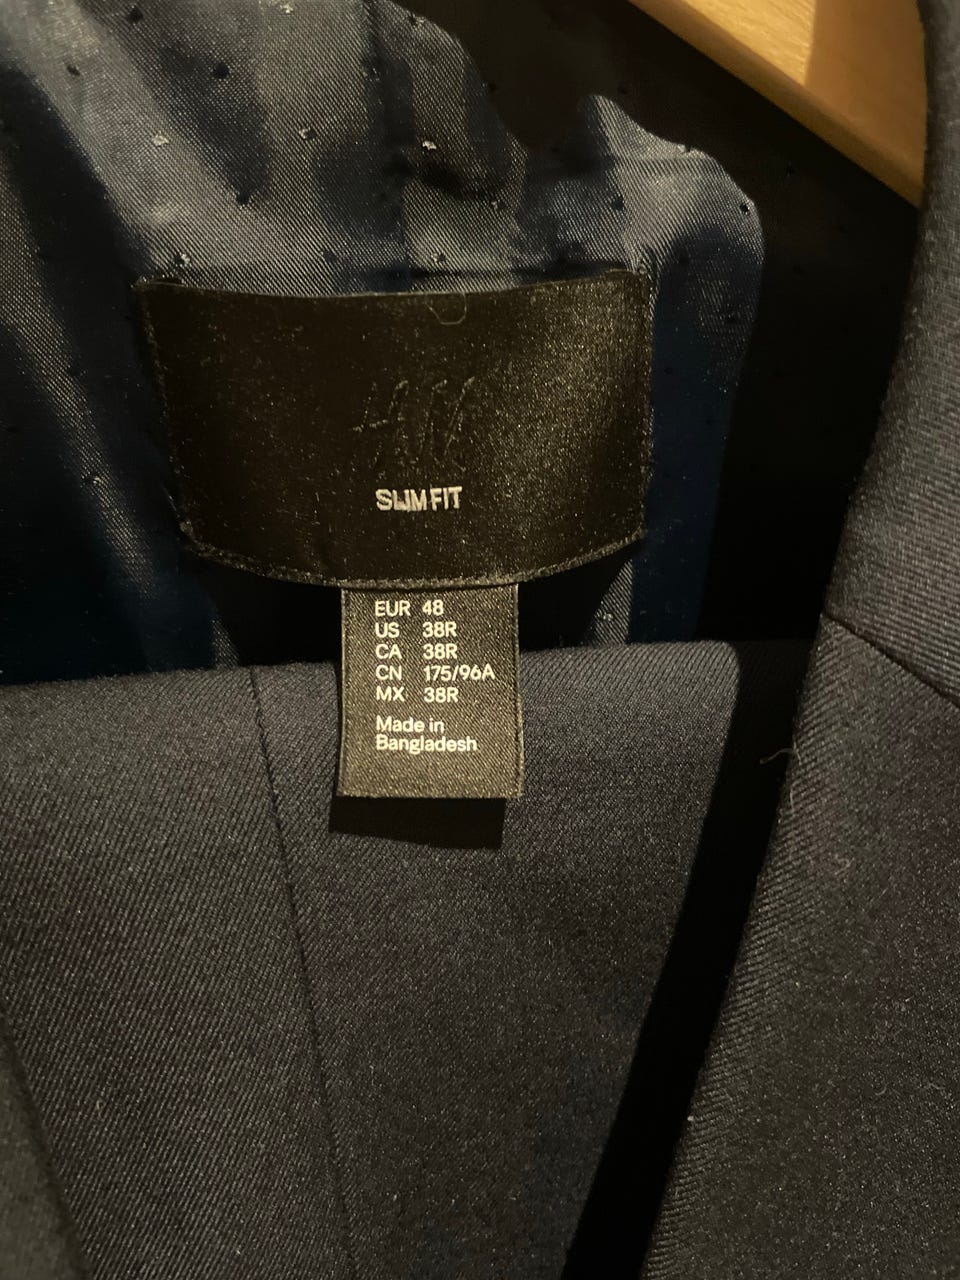 H&M
SLIM FIT
EUR 48
US 38R
CA 38R
CN 175/96A
MX 38R
Made in
Bangladesh